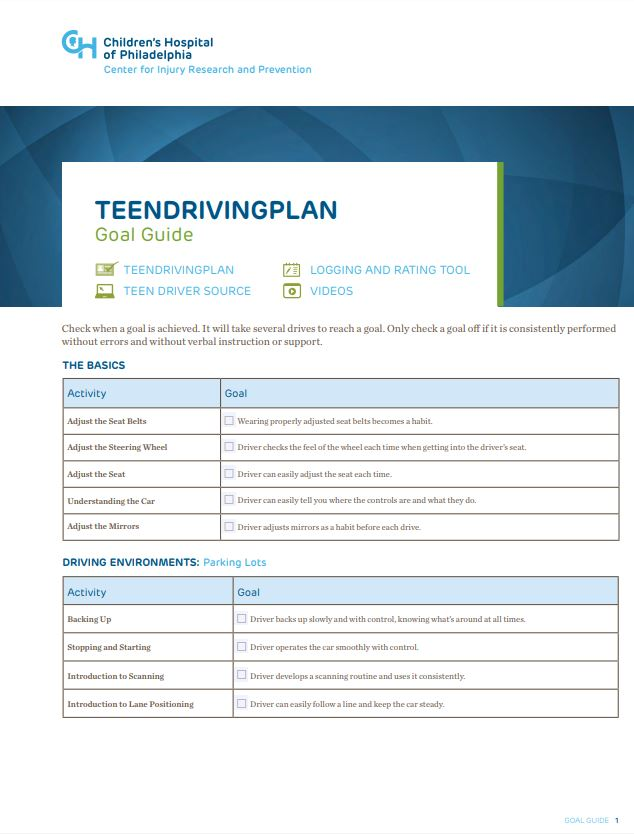 Children's Hospital
of Philadelphia
Center for Injury Research and Prevention
TEENDRIVINGPLAN
Goal Guide
TEENDRIVINGPLAN
LOGGING AND RATING TOOL
TEEN DRIVER SOURCE
VIDEOS
Check when a goal is achieved. It will take several drives to reach a goal. Only check a goal off if it is consistently performed
without errors and without verbal instruction or support.
THE BASICS
Activity Goal
Adjust the Seat Belts Wearing properly adjusted seat belts becomes a habit.
Adjust the Steering Wheel Driver checks the feel of the wheel each time when getting into the driver's seat.
Adjust the Seat Driver can easily adjust the seat each time.
Understanding the Car Driver can easily tell you where the controls are and what they do.
Adjust the Mirrors Driver adjusts mirrors as a habit before each drive.
DRIVING ENVIRONMENTS: Parking Lots
Activity Goal
Backing Up Driver backs up slowly and with control, knowing what's around at all times.
Stopping and Starting Driver operates the car smoothly with control.
Introduction to Scanning Driver develops a scanning routine and uses it consistently.
Introduction to Lane Positioning Driver can easily follow a line and keep the car steady.
GOAL GUIDE 1